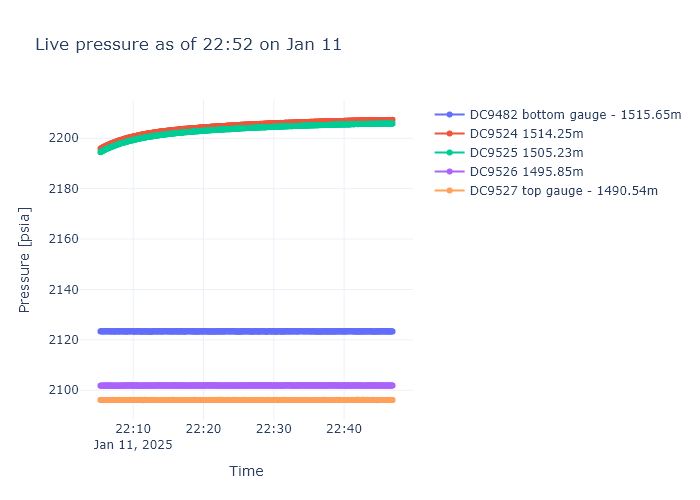 Live pressure as of 22:52 on Jan 11
DC9482 bottom gauge - 1515.65m
DC9524 1514.25m
DC9525 1505.23m
DC9526 1495.85m
DC9527 top gauge - 1490.54m
Pressure [psia]
2200
2180
2160
2140
2120
2100
22:10
22:20
22:30
22:40
Jan 11, 2025
Time